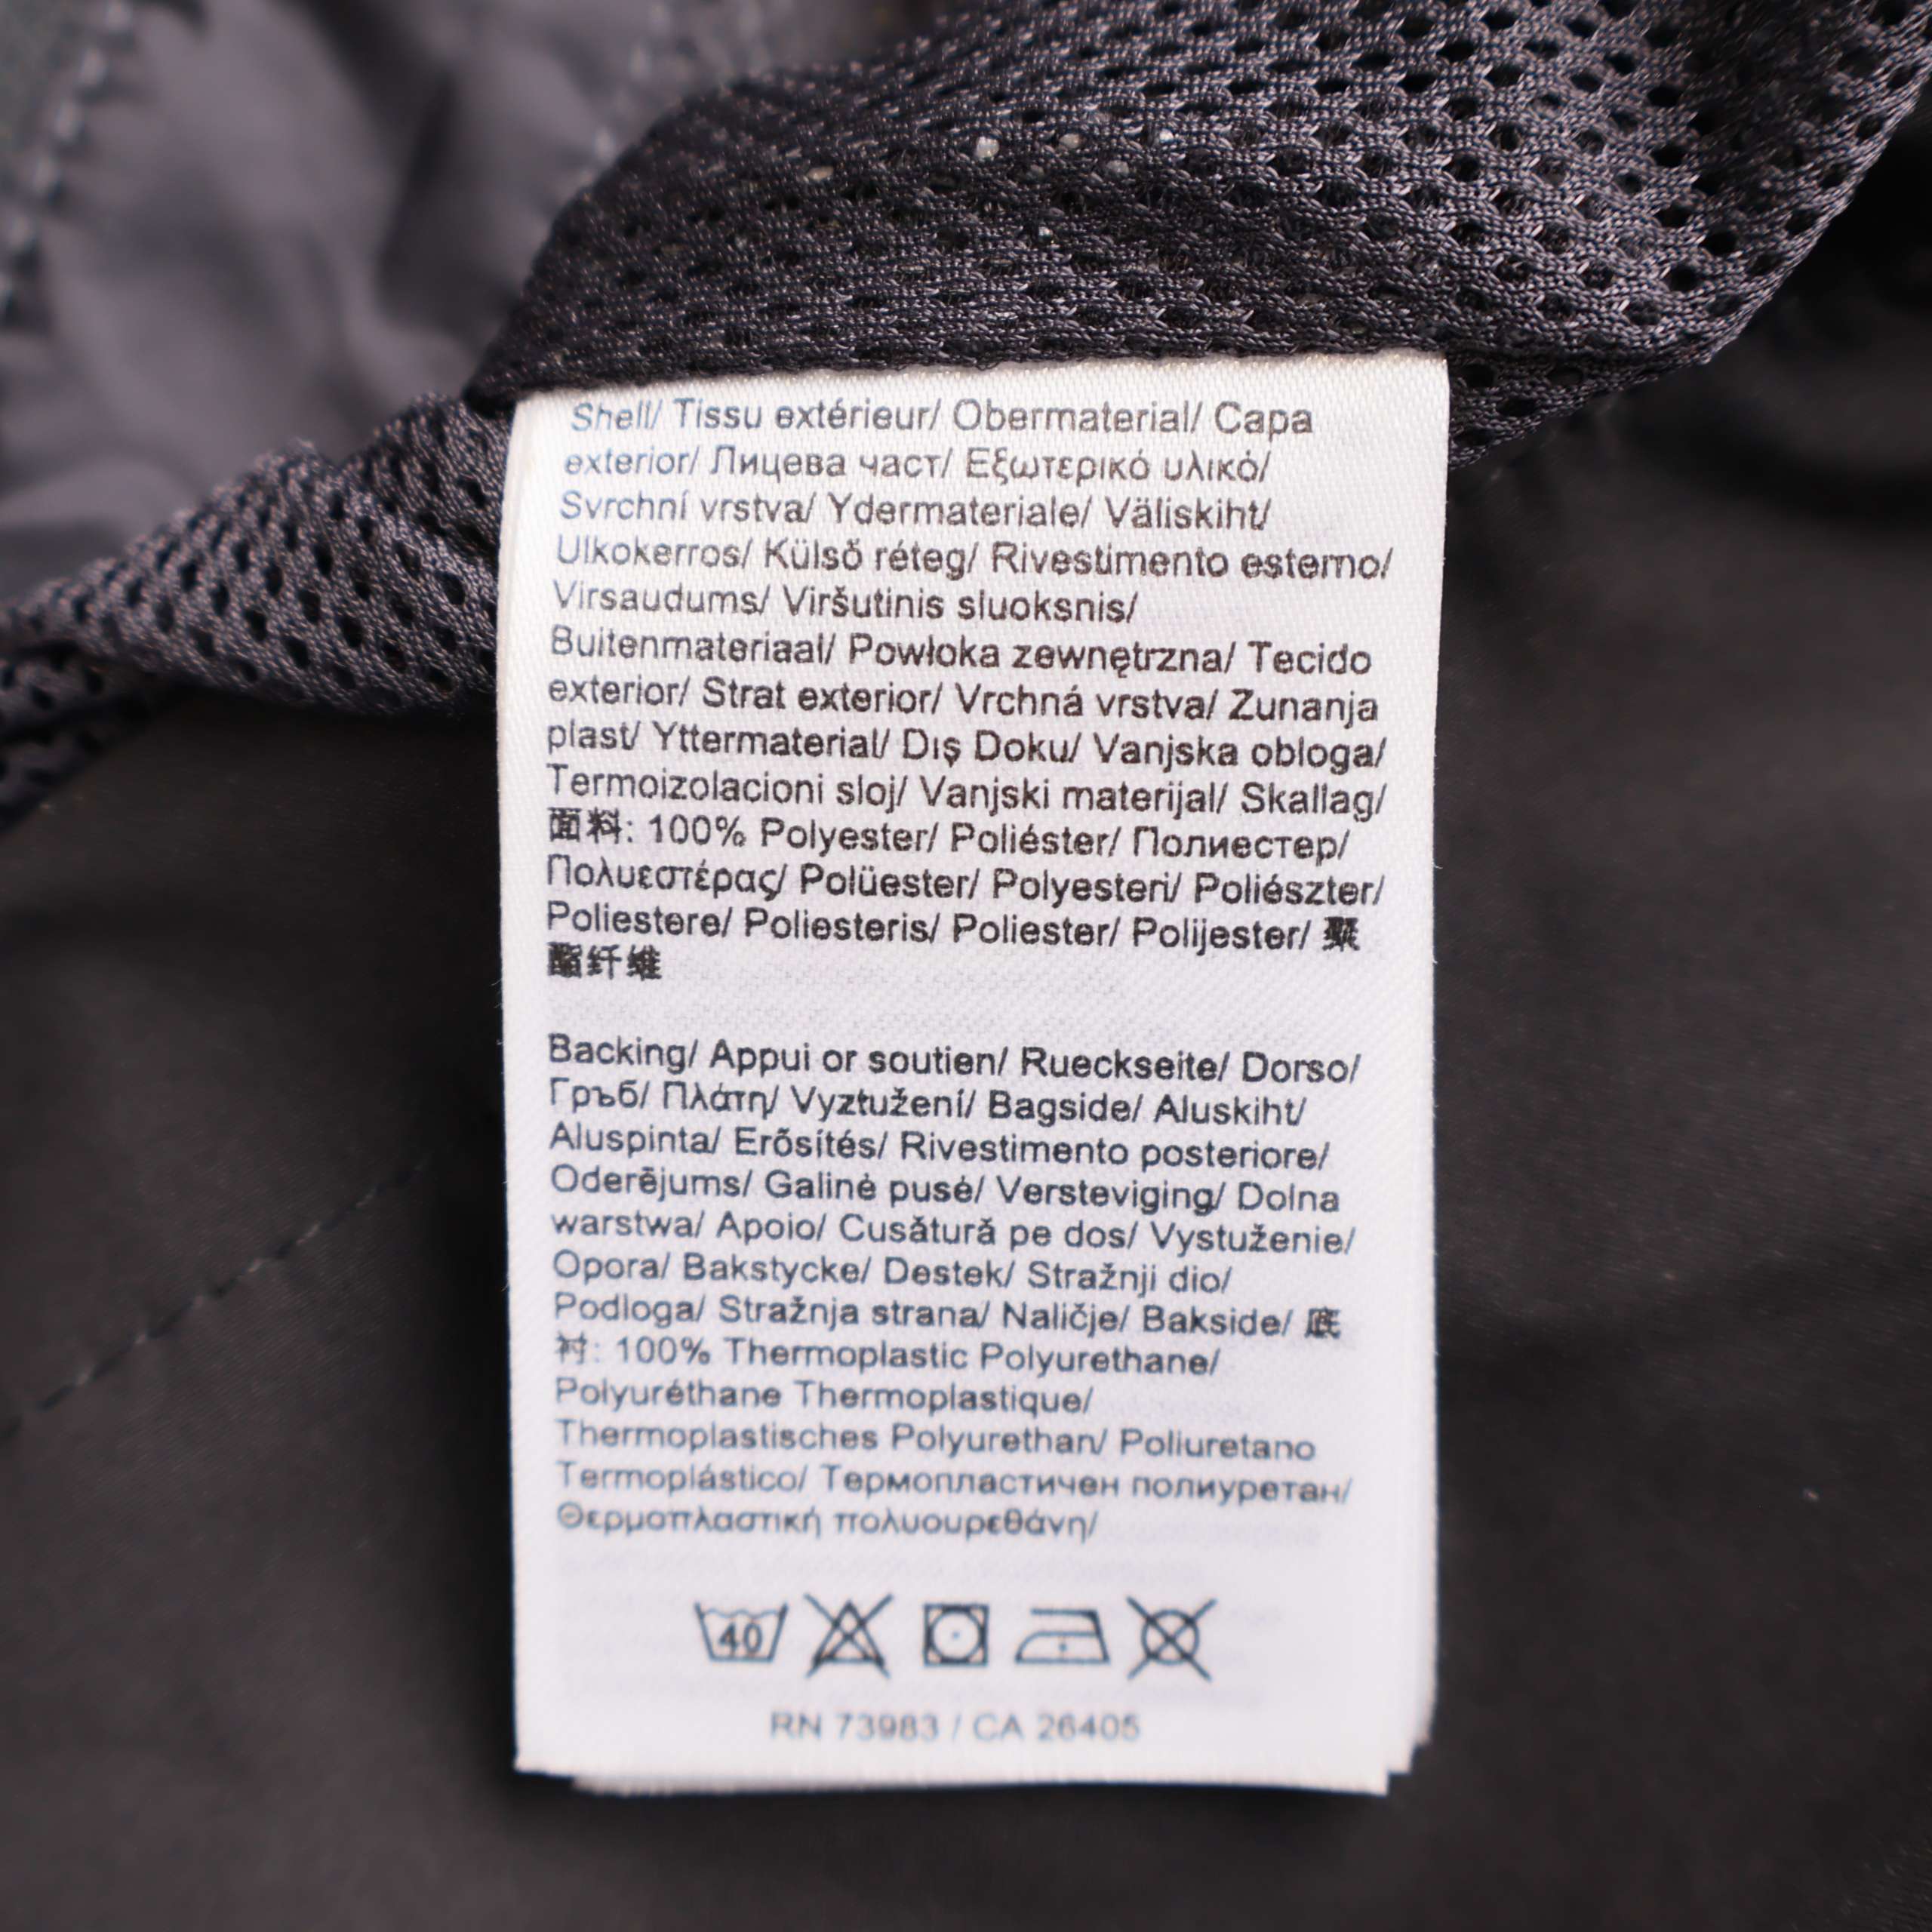 Shell/ Tissu extérieur/ Obermaterial/ Capa
exterior/ Лицева част/ Εξωτερικό υλικό/
Svrchní vrstva/ Ydermateriale/ Väliskiht/
Ulkokerros/ Külső réteg/ Rivestimento esterno/
Virsaudums/ Viršutinis sluoksnis/
Buitenmateriaal/ Powłoka zewnętrzna/ Tecido
exterior/ Strat exterior/ Vrchná vrstva/ Zunanja
plast/ Yttermaterial/ Dış Doku/ Vanjska obloga/
Termoizolacioni sloj/ Vanjski materijal/ Skallag/
面料: 100% Polyester/ Poliéster/ Полиестер/
Πολυεστέρας/ Polüester/ Polyesteri/ Poliészter/
Poliestere/ Poliesteris/ Poliester/ Polijester/ 聚
酯纤维
Backing/ Appui or soutien/ Rueckseite/ Dorso/
Гръб/ Πλάτη/ Vyztužení/ Bagside/ Aluskiht/
Aluspinta/ Erősítés/ Rivestimento posteriore/
Oderējums/ Galinė pusė/ Versteviging/ Dolna
warstwa/ Apoio/ Cusătură pe dos/ Vystuženie/
Opora/ Bakstycke/ Destek/ Stražnji dio/
Podloga/ Stražnja strana/ Naličje/ Bakside/ 底
衬: 100% Thermoplastic Polyurethane/
Polyuréthane Thermoplastique/
Thermoplastisches Polyurethan/ Poliuretano
Termoplástico/ Термопластичен полиуретан/
Θερμοπλαστική πολυουρεθάνη/
40
RN 73983 / CA 26405